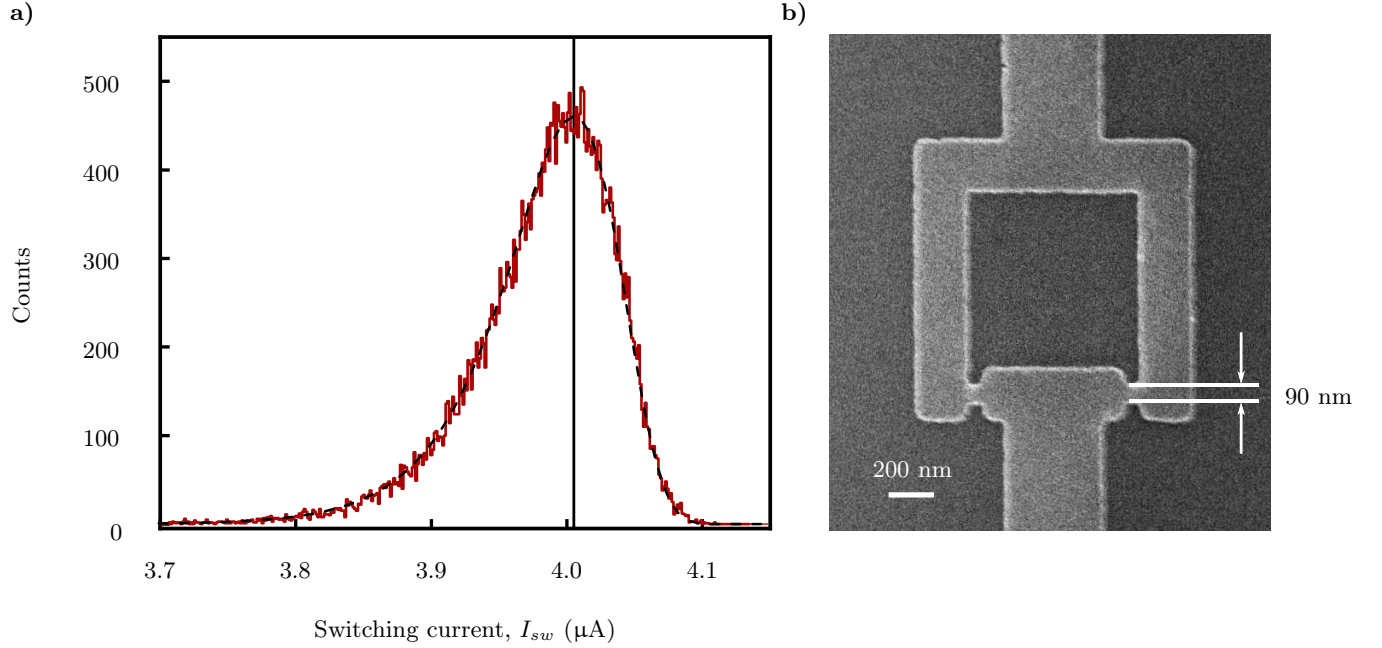 a)
500
400
300
200
100
0
Counts
3.7 3.8 3.9 4.0 4.1
Switching current, I_sw (µA)
b)
90 nm
200 nm